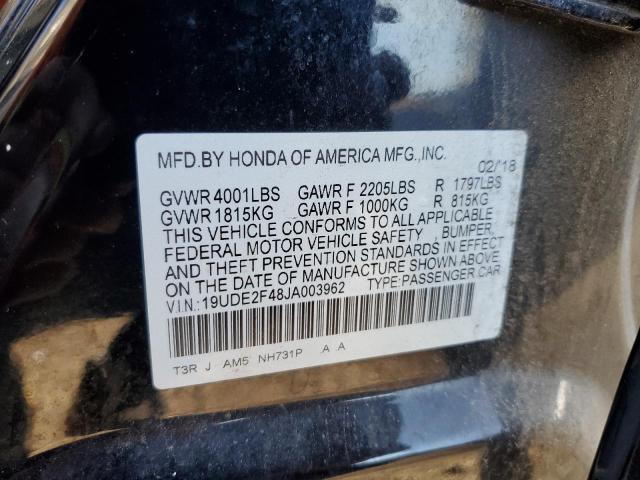 MFD.BY HONDA OF AMERICA MFG.,INC.
02/18
GVWR 4001LBS GAWR F 2205LBS R 1797LBS
GVWR 1815KG GAWR F 1000KG R 815KG
THIS VEHICLE CONFORMS TO ALL APPLICABLE
FEDERAL MOTOR VEHICLE SAFETY , BUMPER,
AND THEFT PREVENTION STANDARDS IN EFFECT
ON THE DATE OF MANUFACTURE SHOWN ABOVE.
V.I.N.: 19UDE2F48JA003962 TYPE:PASSENGER CAR
T3R J AM5 NH731P A A